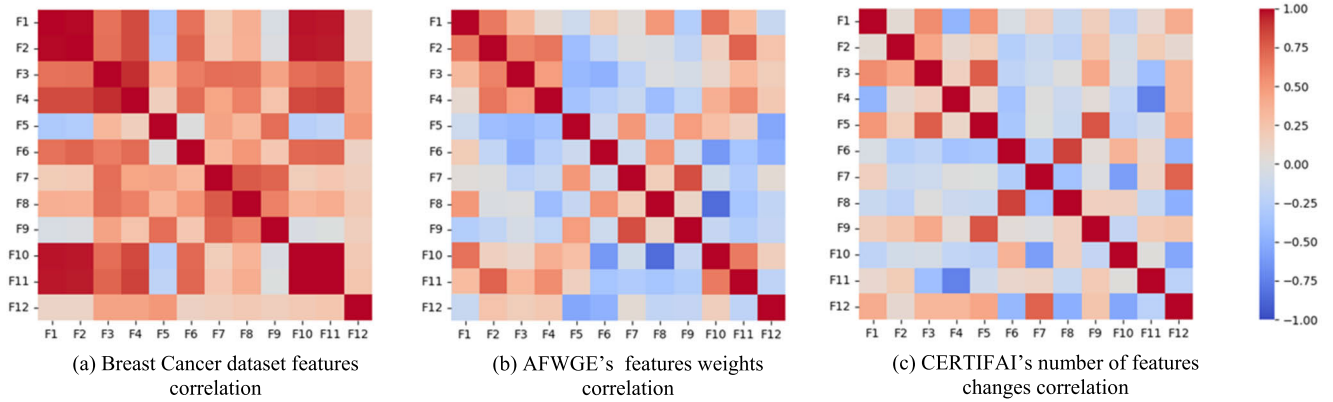 F1
F2
F3
F4
F5
F6
F7
F8
F9
F10
F11
F12
F1 F2 F3 F4 F5 F6 F7 F8 F9 F10 F11 F12
(a) Breast Cancer dataset features
correlation
F1
F2
F3
F4
F5
F6
F7
F8
F9
F10
F11
F12
F1 F2 F3 F4 F5 F6 F7 F8 F9 F10 F11 F12
(b) AFWGE's features weights
correlation
F1
F2
F3
F4
F5
F6
F7
F8
F9
F10
F11
F12
F1 F2 F3 F4 F5 F6 F7 F8 F9 F10 F11 F12
(c) CERTIFAI's number of features
changes correlation
1.00
0.75
0.50
0.25
0.00
−0.25
−0.50
−0.75
−1.00